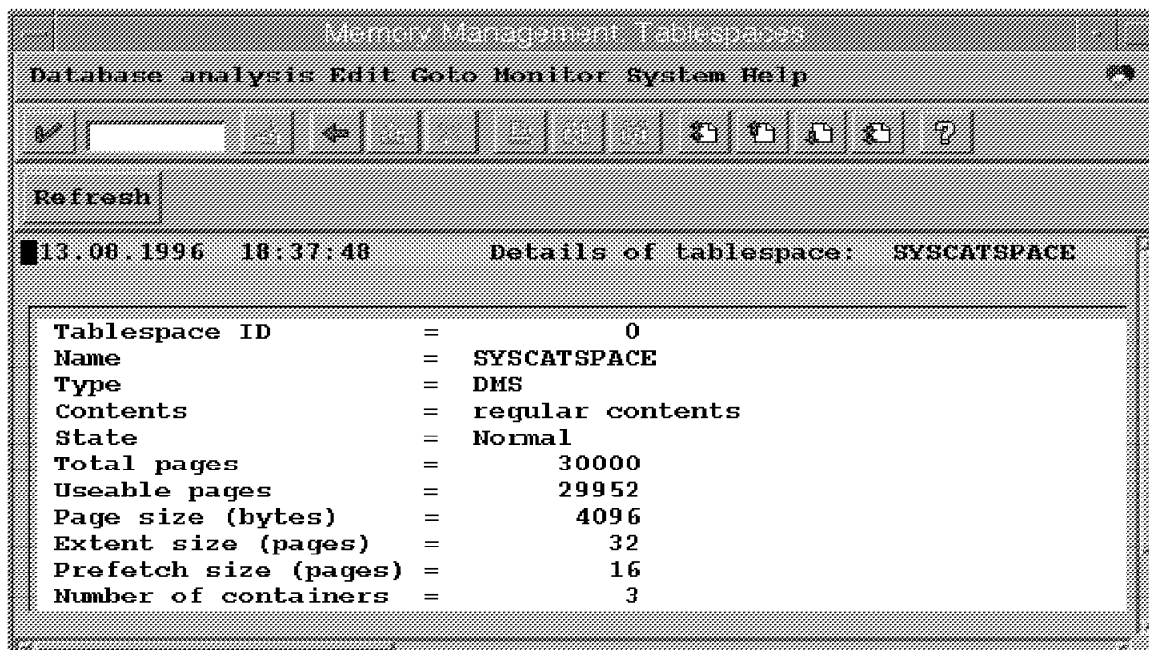 Memory Management: Tablespaces
Database analysis Edit Goto Monitor System Help
Refresh
13.08.1996 18:37:48 Details of tablespace: SYSCATSPACE
Tablespace ID = 0
Name = SYSCATSPACE
Type = DMS
Contents = regular contents
State = Normal
Total pages = 30000
Useable pages = 29952
Page size (bytes) = 4096
Extent size (pages) = 32
Prefetch size (pages) = 16
Number of containers = 3